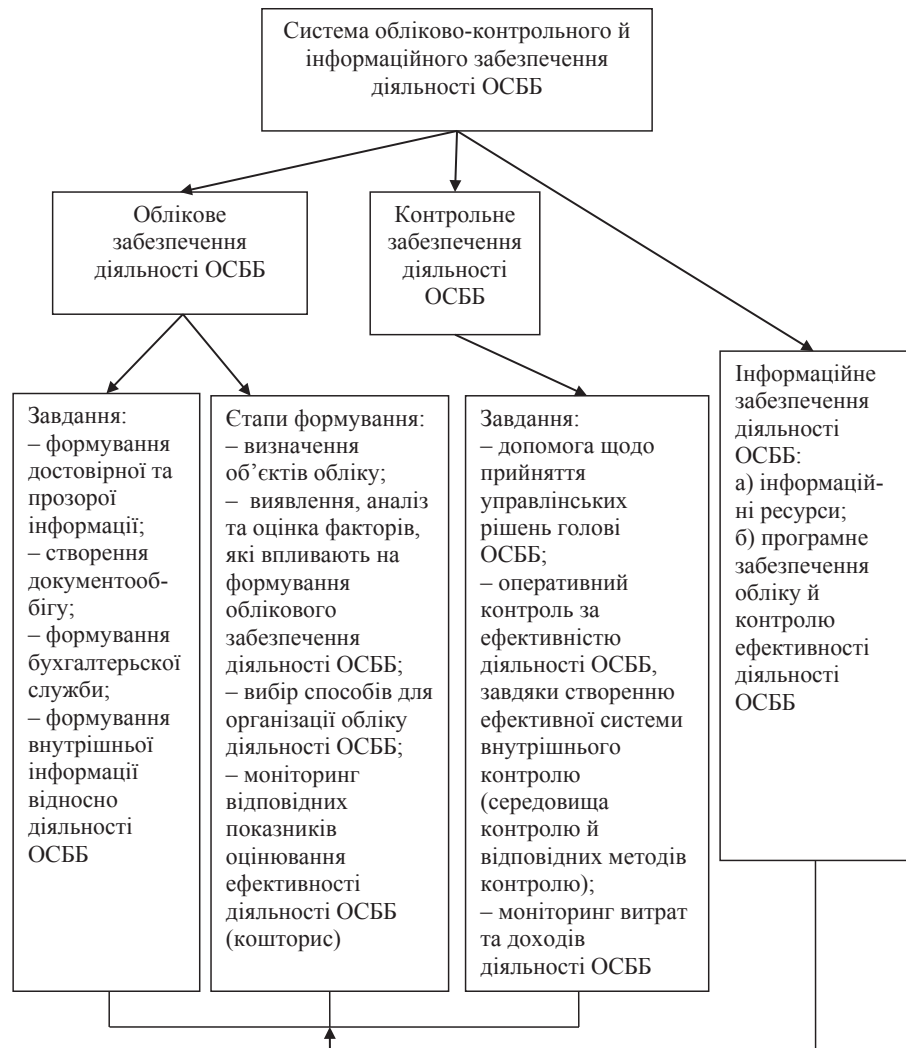 Система обліково-контрольного й
інформаційного забезпечення
діяльності ОСББ
Облікове
забезпечення
діяльності ОСББ
Контрольне
забезпечення
діяльності
ОСББ
Завдання:
– формування
достовірної та
прозорої
інформації;
– створення
документооб-
бігу;
– формування
бухгалтерьскої
служби;
– формування
внутрішньої
інформації
відносно
діяльності
ОСББ
Єтапи формування:
– визначення
об’єктів обліку;
– виявлення, аналіз
та оцінка факторів,
які впливають на
формування
облікового
забезпечення
діяльності ОСББ;
– вибір способів для
організації обліку
діяльності ОСББ;
– моніторинг
відповідних
показників
оцінювання
ефективності
діяльності ОСББ
(кошторис)
Завдання:
– допомога щодо
прийняття
управлінських
рішень голові
ОСББ;
– оперативний
контроль за
ефективністю
діяльності ОСББ,
завдяки створенню
ефективної системи
внутрішнього
контролю
(середовища
контролю й
відповідних методів
контролю);
– моніторинг витрат
та доходів
діяльності ОСББ
Інформаційне
забезпечення
діяльності
ОСББ:
а) інформацій-
ні ресурси;
б) програмне
забезпечення
обліку й
контролю
ефективності
діяльності
ОСББ